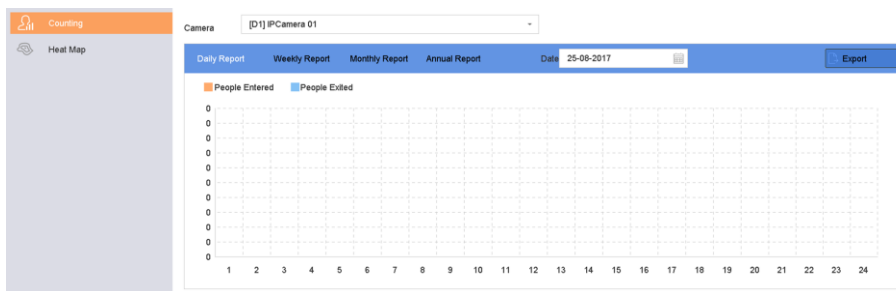 Counting
Heat Map
Camera [D1] IPCamera 01
Daily Report Weekly Report Monthly Report Annual Report Date 25-08-2017 Export
People Entered People Exited
0
0
0
0
0
0
0
0
0
0
0
1 2 3 4 5 6 7 8 9 10 11 12 13 14 15 16 17 18 19 20 21 22 23 24